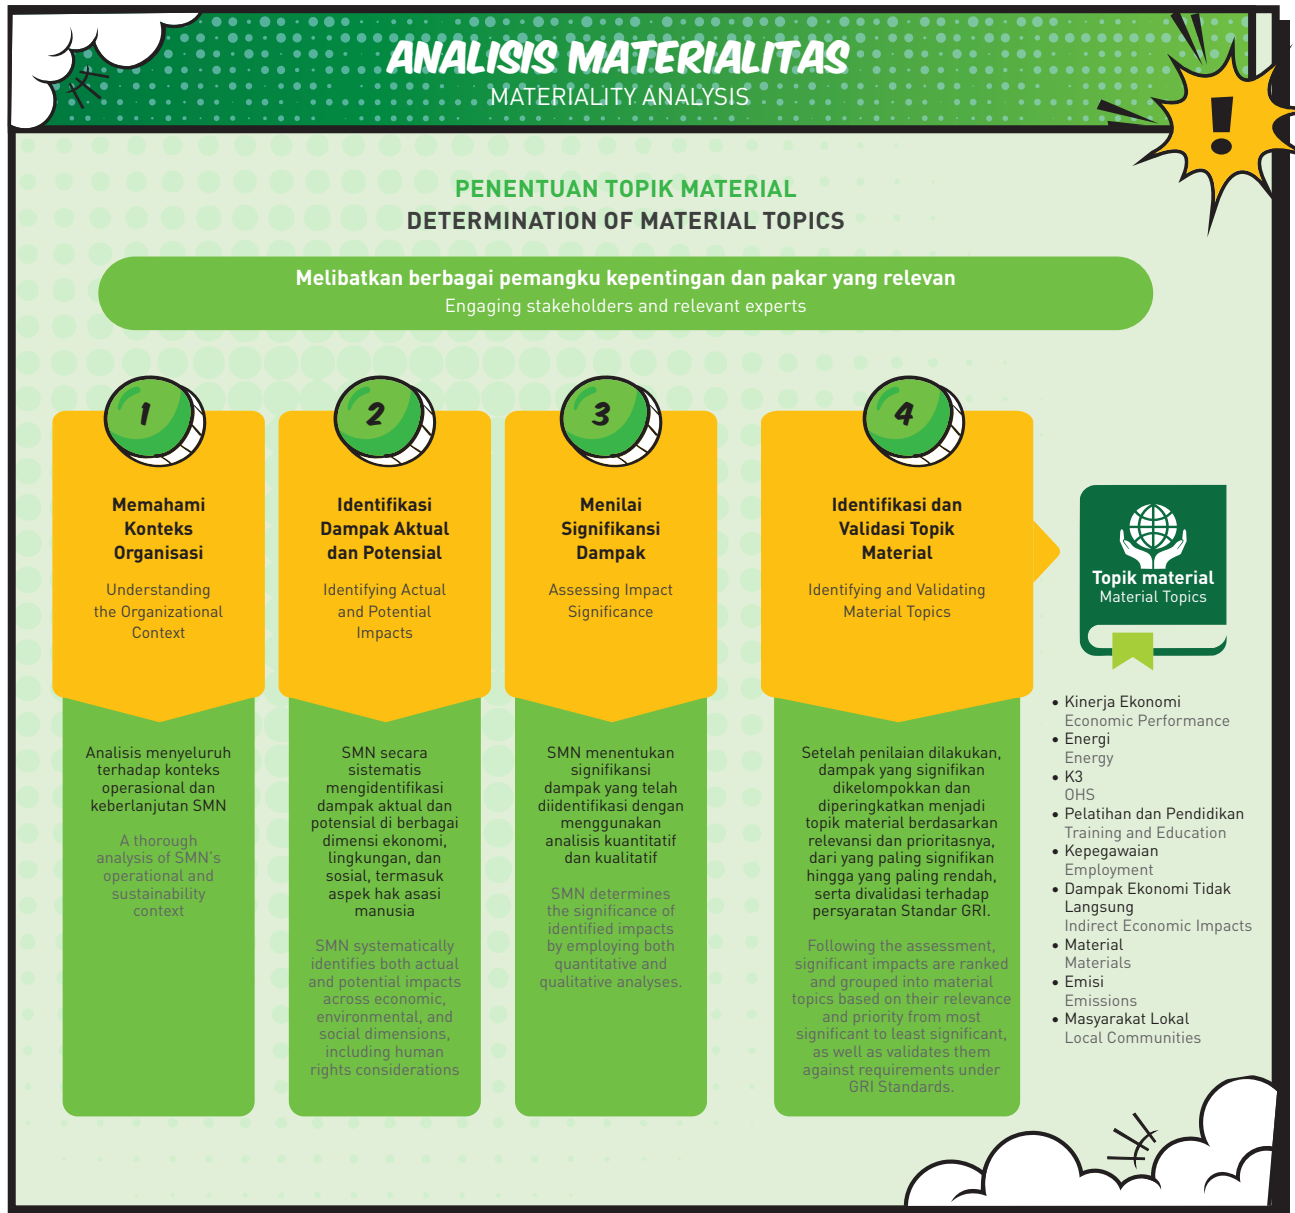 ANALISIS MATERIALITAS
MATERIALITY ANALYSIS
!
PENENTUAN TOPIK MATERIAL
DETERMINATION OF MATERIAL TOPICS
Melibatkan berbagai pemangku kepentingan dan pakar yang relevan
Engaging stakeholders and relevant experts
1
Memahami
Konteks
Organisasi
Understanding
the Organizational
Context
Analisis menyeluruh
terhadap konteks
operasional dan
keberlanjutan SMN
A thorough
analysis of SMN's
operational and
sustainability
context
2
Identifikasi
Dampak Aktual
dan Potensial
Identifying Actual
and Potential
Impacts
SMN secara
sistematis
mengidentifikasi
dampak aktual dan
potensial di berbagai
dimensi ekonomi,
lingkungan, dan
sosial, termasuk
aspek hak asasi
manusia
SMN systematically
identifies both actual
and potential impacts
across economic,
environmental, and
social dimensions,
including human
rights considerations
3
Menilai
Signifikansi
Dampak
Assessing Impact
Significance
SMN menentukan
signifikansi
dampak yang telah
diidentifikasi dengan
menggunakan
analisis kuantitatif
dan kualitatif
SMN determines
the significance of
identified impacts
by employing both
quantitative and
qualitative analyses.
4
Identifikasi dan
Validasi Topik
Material
Identifying and Validating
Material Topics
Setelah penilaian dilakukan,
dampak yang signifikan
dikelompokkan dan
diperingkatkan menjadi
topik material berdasarkan
relevansi dan prioritasnya,
dari yang paling signifikan
hingga yang paling rendah,
serta divalidasi terhadap
persyaratan Standar GRI.
Following the assessment,
significant impacts are ranked
and grouped into material
topics based on their relevance
and priority from most
significant to least significant,
as well as validates them
against requirements under
GRI Standards.
Topik material
Material Topics
• Kinerja Ekonomi
Economic Performance
• Energi
Energy
• K3
OHS
• Pelatihan dan Pendidikan
Training and Education
• Kepegawaian
Employment
• Dampak Ekonomi Tidak
Langsung
Indirect Economic Impacts
• Material
Materials
• Emisi
Emissions
• Masyarakat Lokal
Local Communities